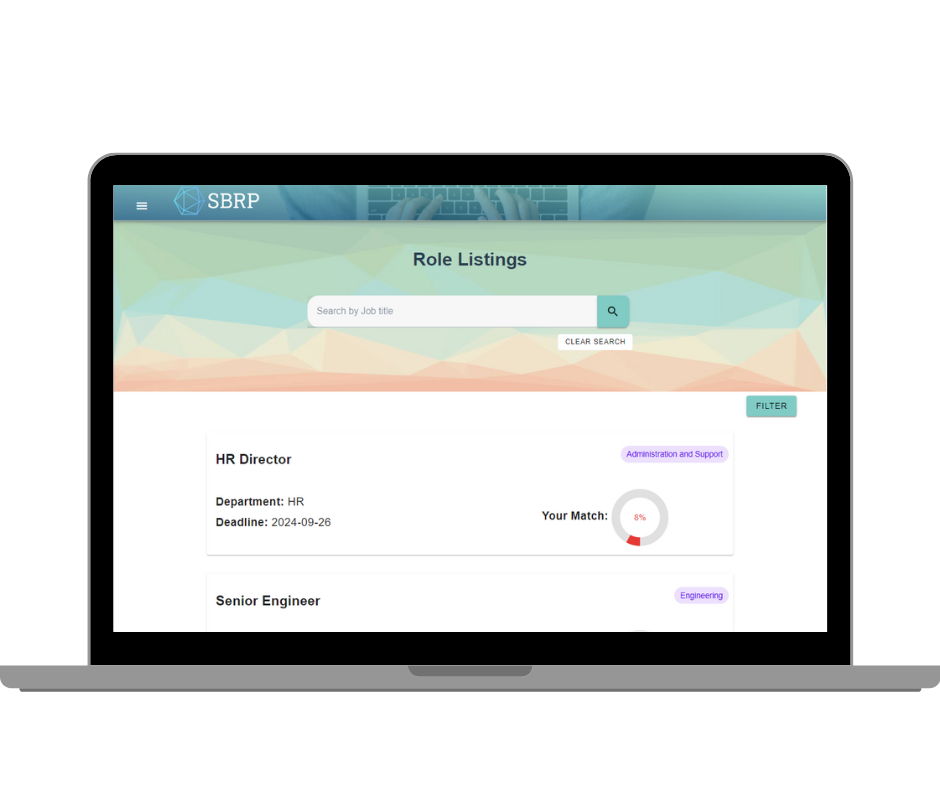 SBRP
Role Listings
Search by Job title
CLEAR SEARCH
FILTER
HR Director
Administration and Support
Department: HR
Deadline: 2024-09-26
Your Match:
8%
Senior Engineer
Engineering